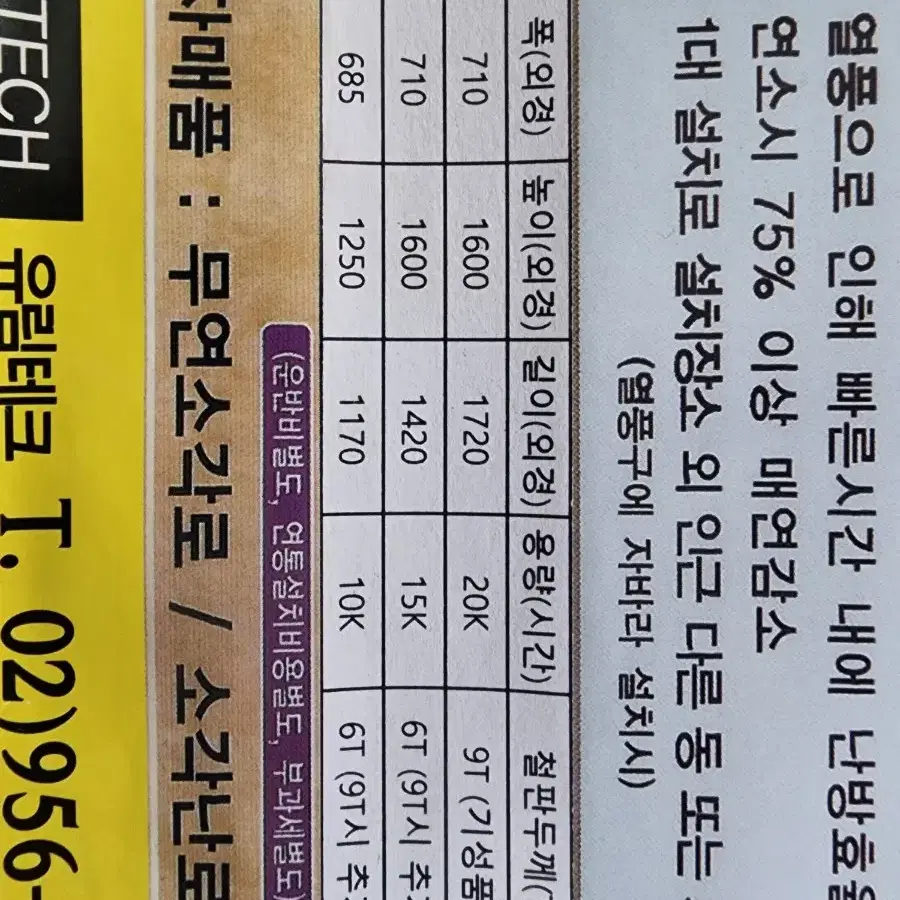 열풍으로 인해 빠른시간 내에 난방효율
연소시 75% 이상 매연감소
1대 설치로 설치장소 외 인근 다른 동 또는
(열풍구에 자바라 설치시)
폭(외경) 높이(외경) 길이(외경) 용량(시간) 철판두께(T
710 1600 1720 20K 9T (기성품
710 1600 1420 15K 6T (9T시 추
685 1250 1170 10K 6T (9T시 추
(운반비별도, 연통설치비용별도, 부과세별도)
자매품 : 무연소각로 / 소각난로
TECH
유림테크 T. 02)956-